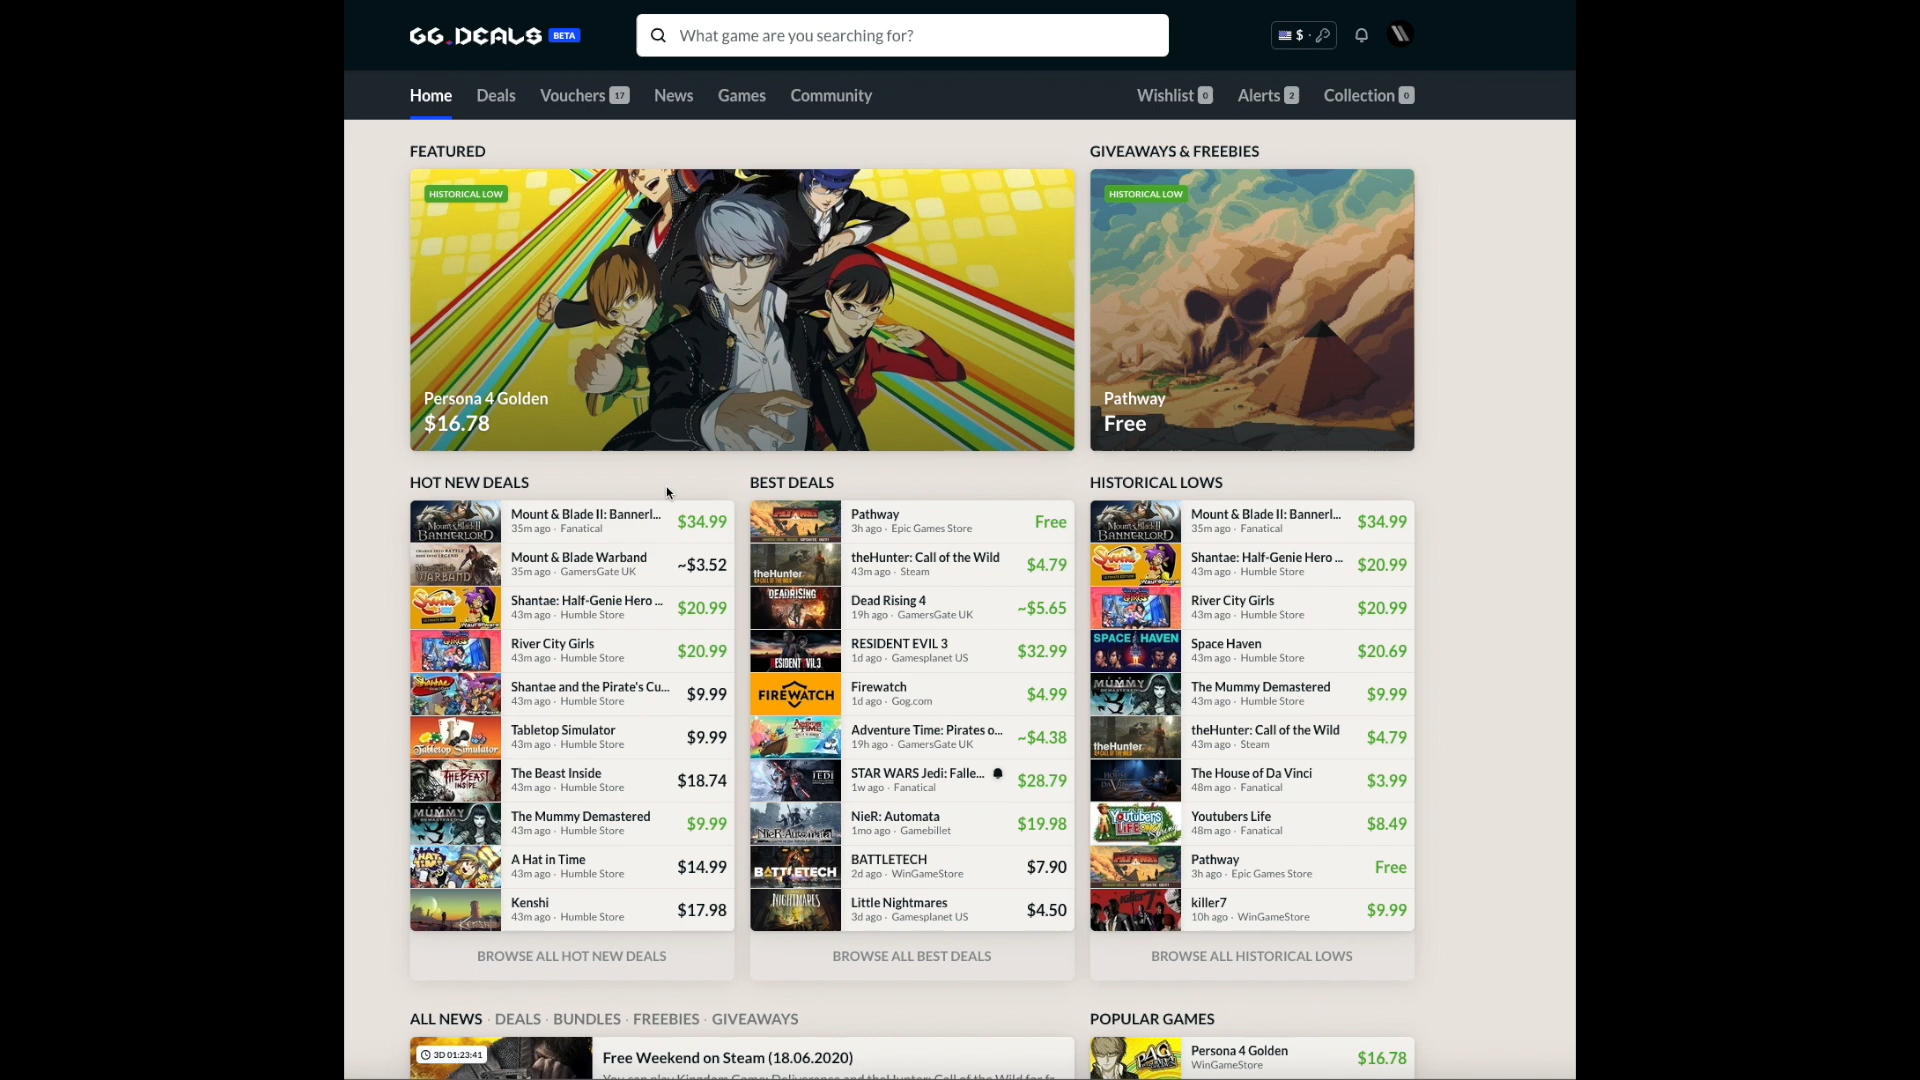 GG.DEALS BETA
What game are you searching for?
$
Home
Deals
Vouchers 17
News
Games
Community
Wishlist 0
Alerts 2
Collection 0
FEATURED
HISTORICAL LOW
Persona 4 Golden
$16.78
GIVEAWAYS & FREEBIES
HISTORICAL LOW
Pathway
Free
HOT NEW DEALS
Mount & Blade II: Bannerl... $34.99
35m ago · Fanatical
Mount & Blade Warband ~$3.52
35m ago · GamersGate UK
Shantae: Half-Genie Hero ... $20.99
43m ago · Humble Store
River City Girls $20.99
43m ago · Humble Store
Shantae and the Pirate's Cu... $9.99
43m ago · Humble Store
Tabletop Simulator $9.99
43m ago · Humble Store
The Beast Inside $18.74
43m ago · Humble Store
The Mummy Demastered $9.99
43m ago · Humble Store
A Hat in Time $14.99
43m ago · Humble Store
Kenshi $17.98
43m ago · Humble Store
BROWSE ALL HOT NEW DEALS
BEST DEALS
Pathway Free
3h ago · Epic Games Store
theHunter: Call of the Wild $4.79
43m ago · Steam
Dead Rising 4 ~$5.65
19h ago · GamersGate UK
RESIDENT EVIL 3 $32.99
1d ago · Gamesplanet US
Firewatch $4.99
1d ago · Gog.com
Adventure Time: Pirates o... ~$4.38
19h ago · GamersGate UK
STAR WARS Jedi: Falle... $28.79
1w ago · Fanatical
NieR: Automata $19.98
1mo ago · Gamebillet
BATTLETECH $7.90
2d ago · WinGameStore
Little Nightmares $4.50
3d ago · Gamesplanet US
BROWSE ALL BEST DEALS
HISTORICAL LOWS
Mount & Blade II: Bannerl... $34.99
35m ago · Fanatical
Shantae: Half-Genie Hero ... $20.99
43m ago · Humble Store
River City Girls $20.99
43m ago · Humble Store
Space Haven $20.69
43m ago · Humble Store
The Mummy Demastered $9.99
43m ago · Humble Store
theHunter: Call of the Wild $4.79
43m ago · Steam
The House of Da Vinci $3.99
48m ago · Fanatical
Youtubers Life $8.49
48m ago · Fanatical
Pathway Free
3h ago · Epic Games Store
killer7 $9.99
10h ago · WinGameStore
BROWSE ALL HISTORICAL LOWS
ALL NEWS · DEALS · BUNDLES · FREEBIES · GIVEAWAYS
3D 01:23:41
Free Weekend on Steam (18.06.2020)
POPULAR GAMES
Persona 4 Golden $16.78
WinGameStore